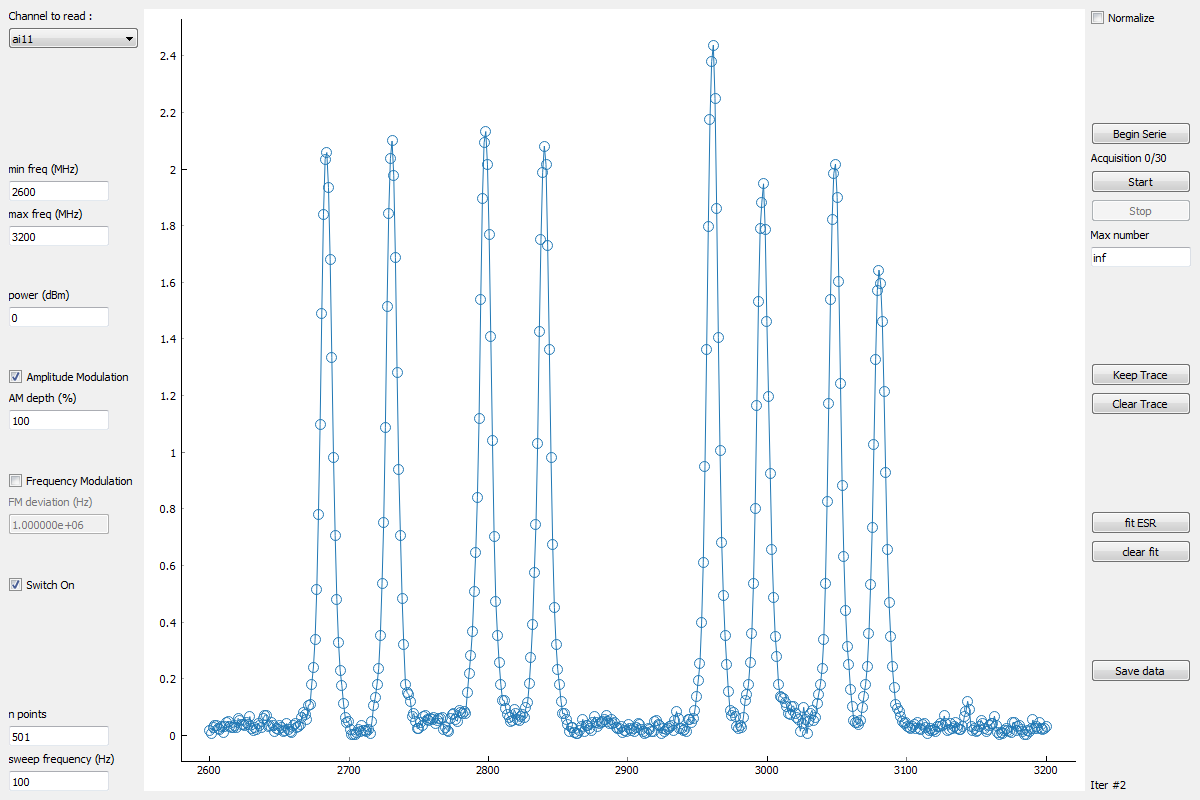 Channel to read :
ai11
min freq (MHz)
2600
max freq (MHz)
3200
power (dBm)
0
Amplitude Modulation
AM depth (%)
100
Frequency Modulation
FM deviation (Hz)
1.000000e+06
Switch On
n points
501
sweep frequency (Hz)
100
2.4
2.2
2
1.8
1.6
1.4
1.2
1
0.8
0.6
0.4
0.2
0
2600
2700
2800
2900
3000
3100
3200
Normalize
Begin Serie
Acquisition 0/30
Start
Stop
Max number
inf
Keep Trace
Clear Trace
fit ESR
clear fit
Save data
Iter #2